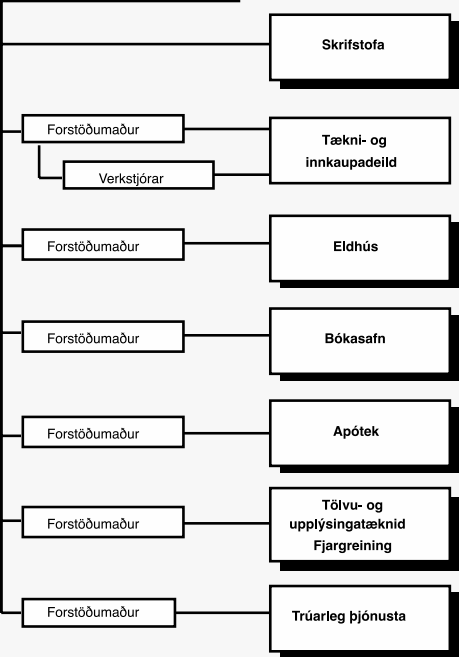 Skrifstofa
Forstöðumaður
Verkstjórar
Tækni- og
innkaupadeild
Forstöðumaður
Eldhús
Forstöðumaður
Bókasafn
Forstöðumaður
Apótek
Forstöðumaður
Tölvu- og
upplýsingatæknid
Fjargreining
Forstöðumaður
Trúarleg þjónusta